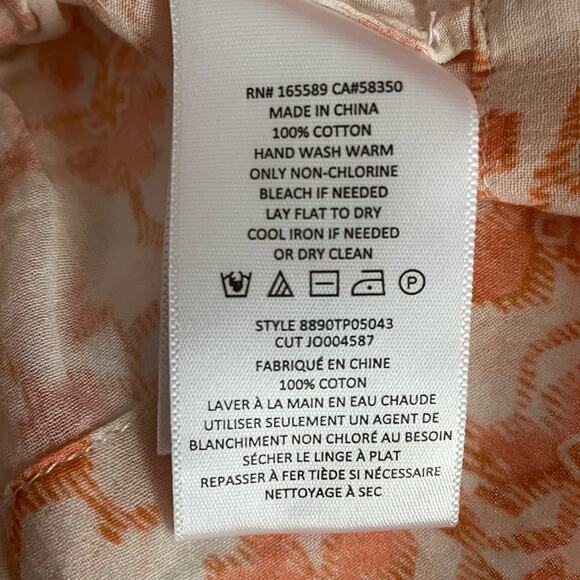 RN# 165589 CA#58350
MADE IN CHINA
100% COTTON
HAND WASH WARM
ONLY NON-CHLORINE
BLEACH IF NEEDED
LAY FLAT TO DRY
COOL IRON IF NEEDED
OR DRY CLEAN
P
STYLE 8890TP05043
CUT JO004587
FABRIQUÉ EN CHINE
100% COTON
LAVER À LA MAIN EN EAU CHAUDE
UTILISER SEULEMENT UN AGENT DE
BLANCHIMENT NON CHLORÉ AU BESOIN
SÉCHER LE LINGE À PLAT
REPASSER À FER TIÈDE SI NÉCESSAIRE
NETTOYAGE À SEC